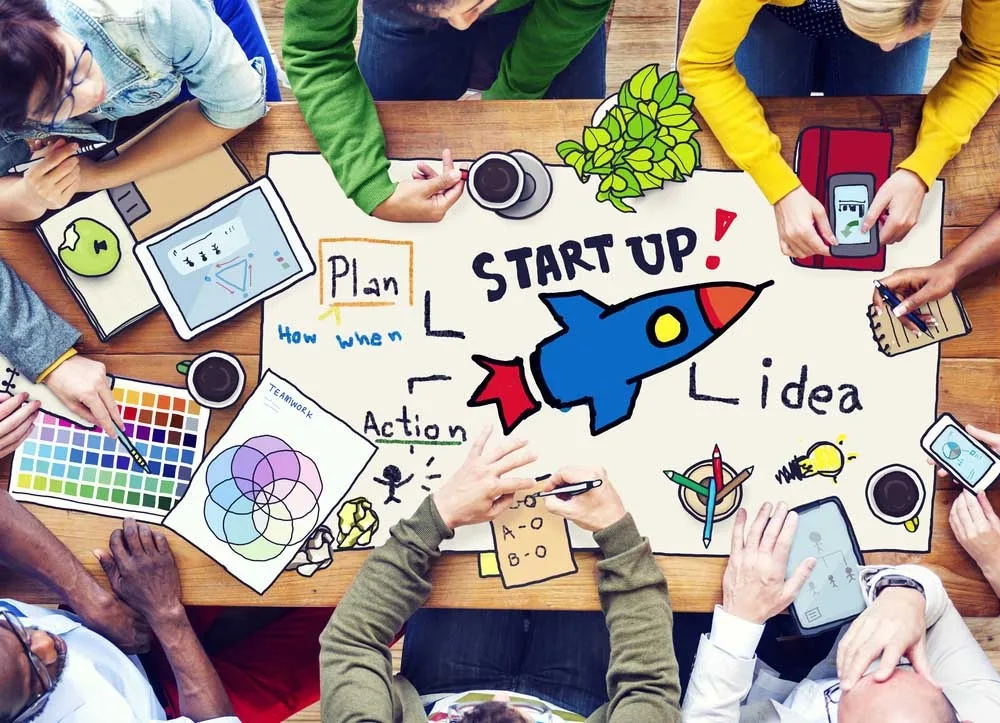 START UP!
Plan
How when
idea
Action
TEAMWORK
A-O
B-O